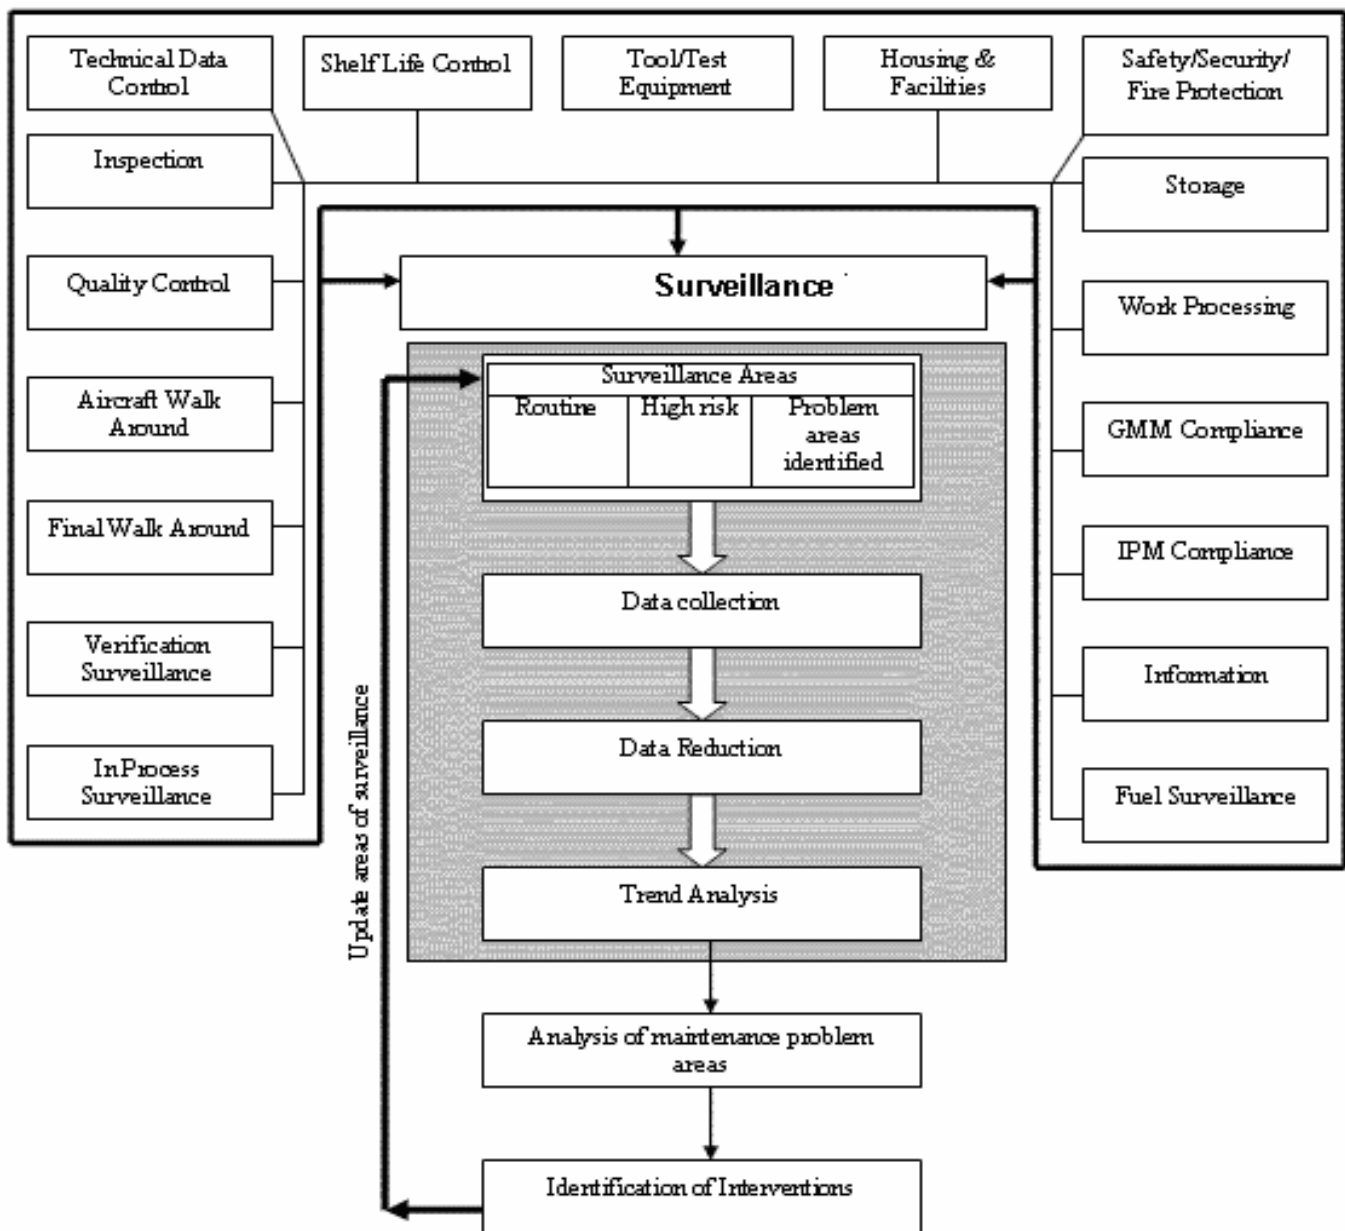 Technical Data
Control
Shelf Life Control
Tool/Test
Equipment
Housing &
Facilities
Safety/Security/
Fire Protection
Inspection
Storage
Quality Control
Surveillance
Work Processing
Surveillance Areas
Routine
High risk
Problem
areas
identified
Aircraft Walk
Around
GMM Compliance
Final Walk Around
IPM Compliance
Data collection
Verification
Surveillance
Information
Update areas of surveillance
Data Reduction
In Process
Surveillance
Fuel Surveillance
Trend Analysis
Analysis of maintenance problem
areas
Identification of Interventions